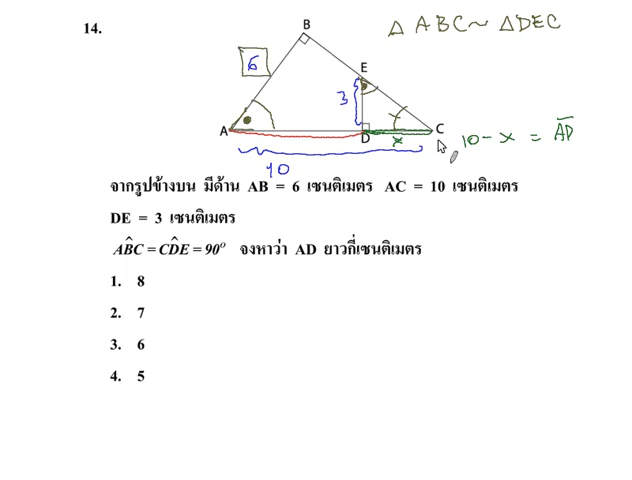 14.
B
△ABC ~ △DEC
6
E
3
A
D
C
x
10 - x = AD
10
จากรูปข้างบน มีด้าน AB = 6 เซนติเมตร AC = 10 เซนติเมตร
DE = 3 เซนติเมตร
AB̂C = CD̂E = 90° จงหาว่า AD ยาวกี่เซนติเมตร
1. 8
2. 7
3. 6
4. 5